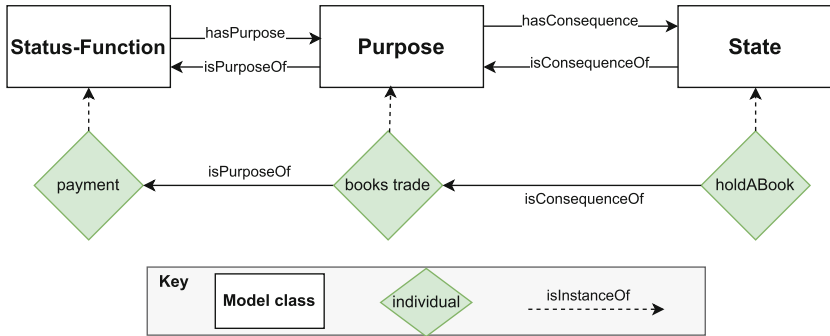 Status-Function
hasPurpose
isPurposeOf
Purpose
hasConsequence
isConsequenceOf
State
payment
isPurposeOf
books trade
isConsequenceOf
holdABook
Key
Model class
individual
isInstanceOf